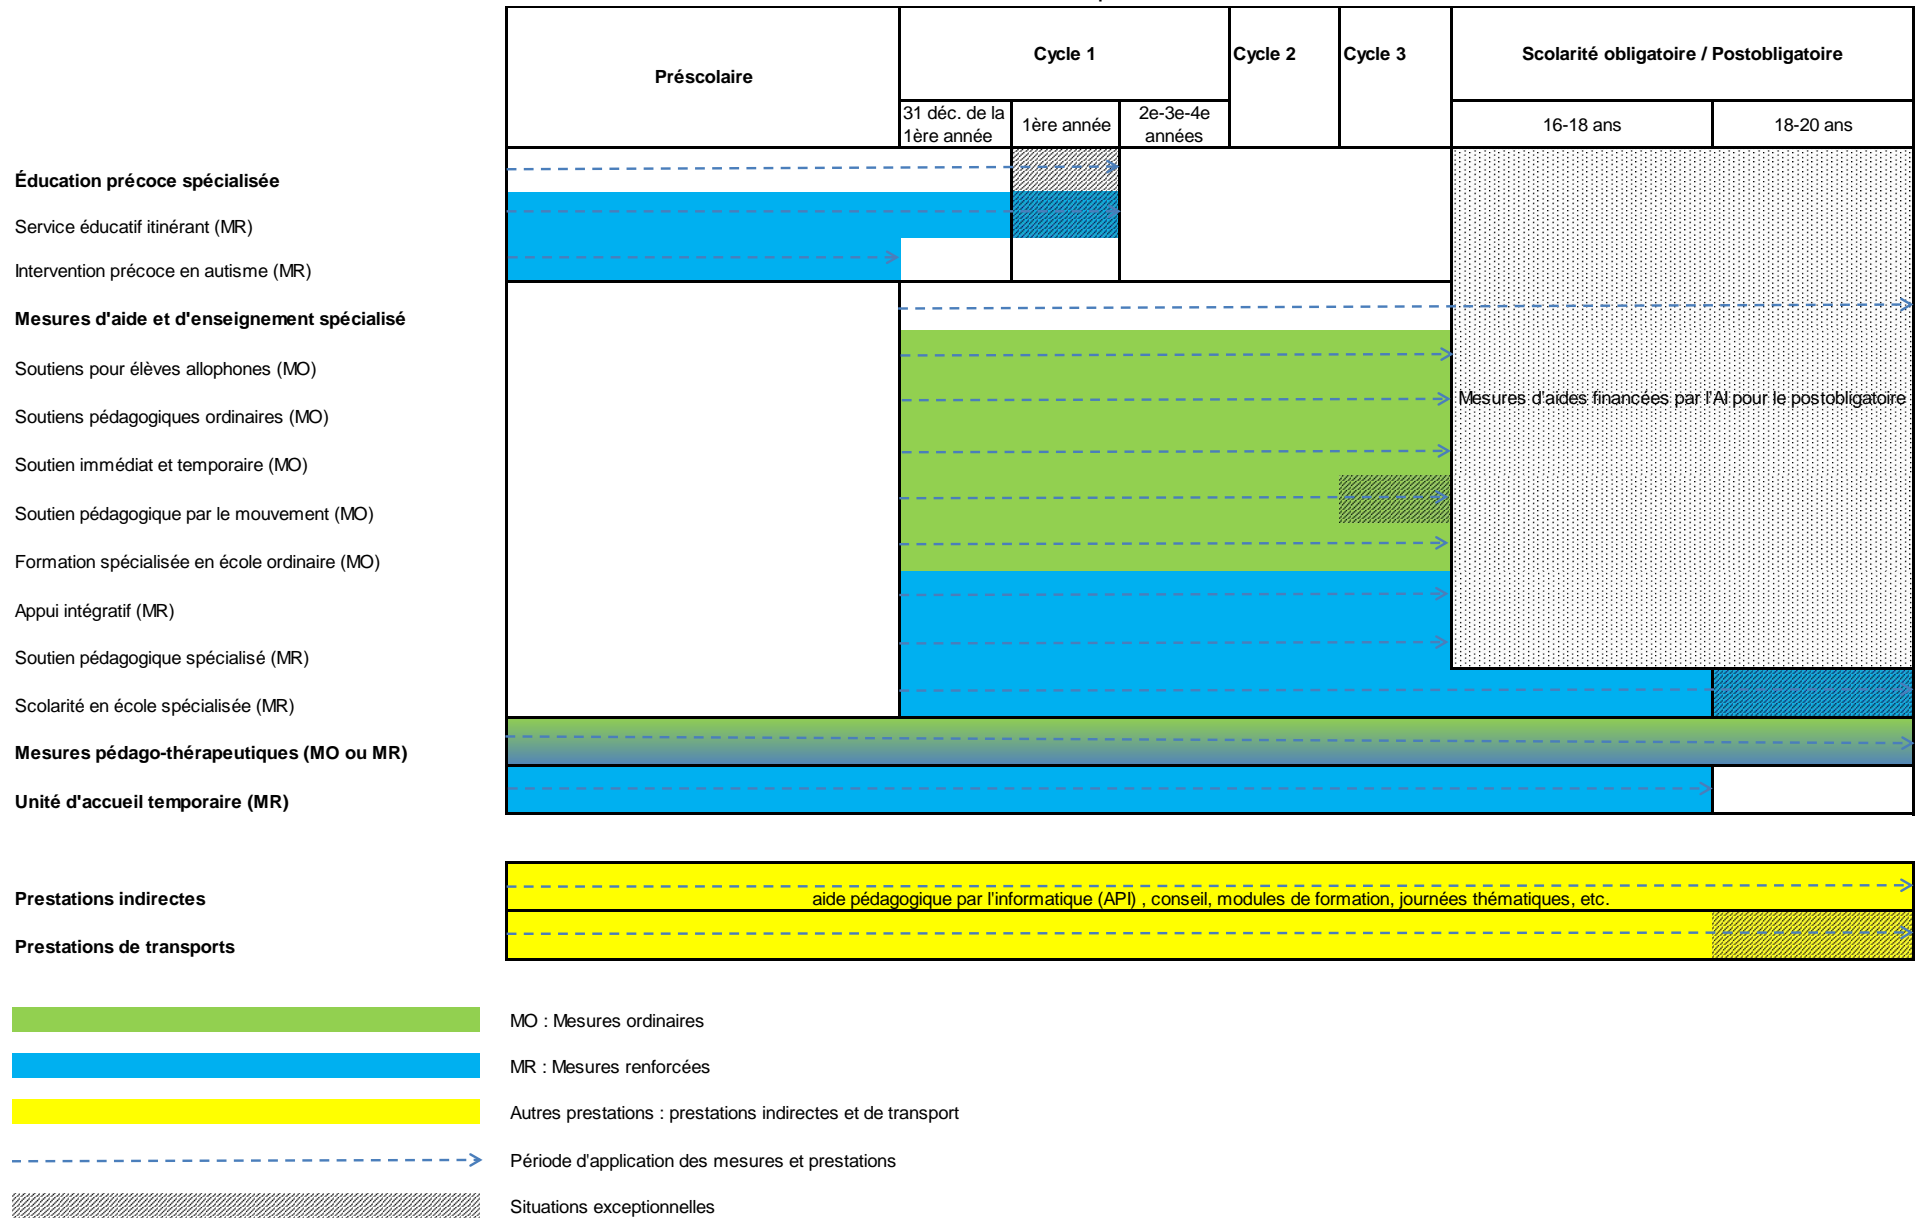 Préscolaire
Cycle 1
Cycle 2
Cycle 3
Scolarité obligatoire / Postobligatoire
31 déc. de la
1ère année
1ère année
2e-3e-4e
années
16-18 ans
18-20 ans
Éducation précoce spécialisée
Service éducatif itinérant (MR)
Intervention précoce en autisme (MR)
Mesures d'aide et d'enseignement spécialisé
Soutiens pour élèves allophones (MO)
Mesures d'aides financées par l'AI pour le postobligatoire
Soutiens pédagogiques ordinaires (MO)
Soutien immédiat et temporaire (MO)
Soutien pédagogique par le mouvement (MO)
Formation spécialisée en école ordinaire (MO)
Appui intégratif (MR)
Soutien pédagogique spécialisé (MR)
Scolarité en école spécialisée (MR)
Mesures pédago-thérapeutiques (MO ou MR)
Unité d'accueil temporaire (MR)
Prestations indirectes
aide pédagogique par l'informatique (API) , conseil, modules de formation, journées thématiques, etc.
Prestations de transports
MO : Mesures ordinaires
MR : Mesures renforcées
Autres prestations : prestations indirectes et de transport
Période d'application des mesures et prestations
Situations exceptionnelles